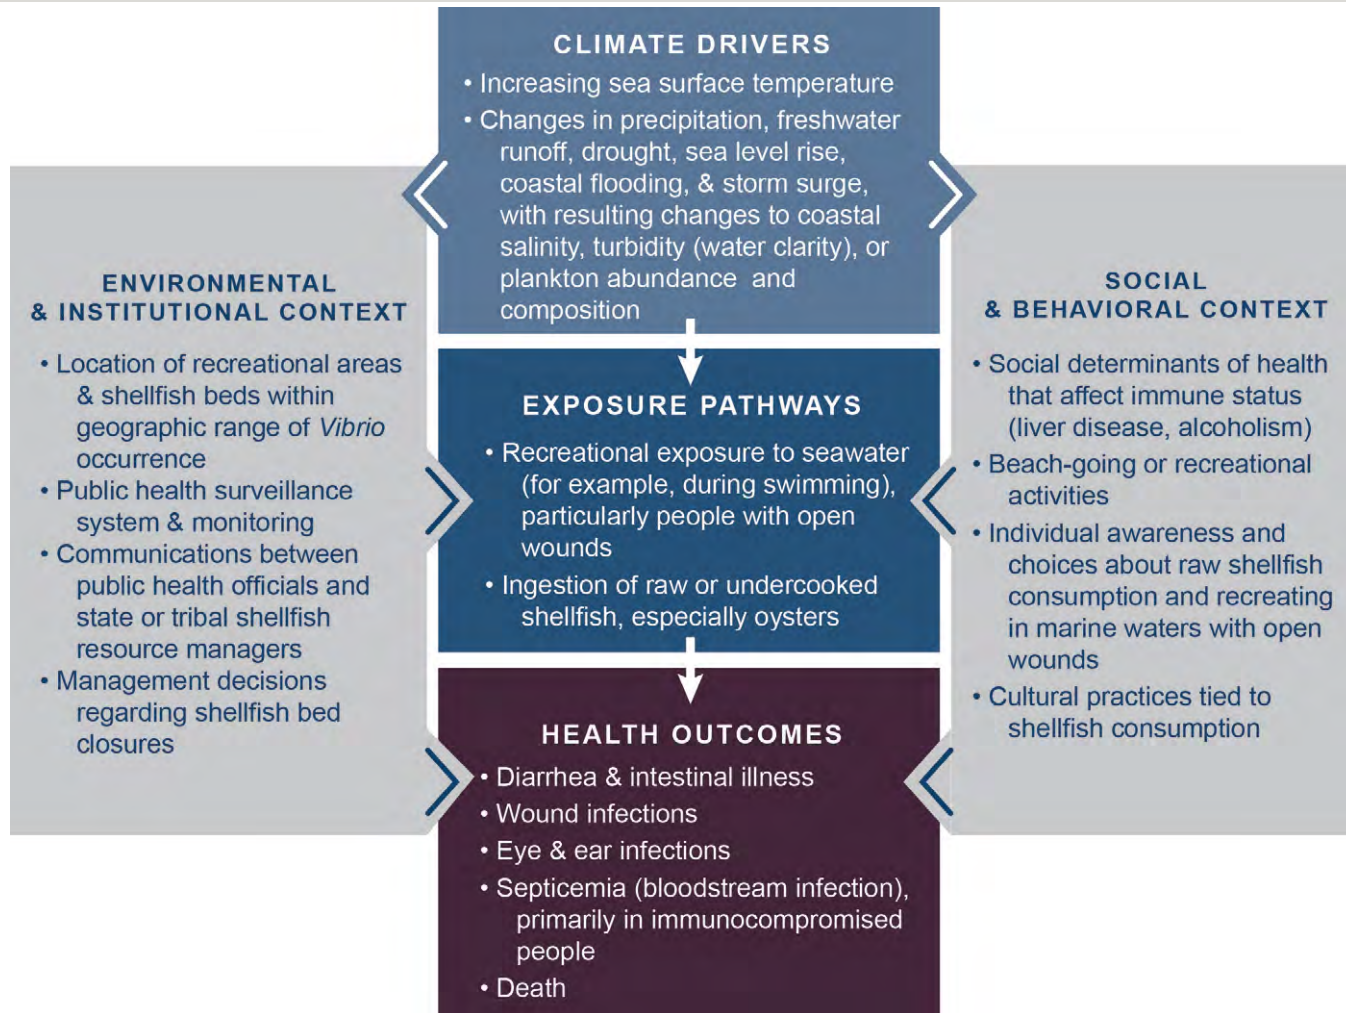 CLIMATE DRIVERS
• Increasing sea surface temperature
• Changes in precipitation, freshwater
runoff, drought, sea level rise,
coastal flooding, & storm surge,
with resulting changes to coastal
salinity, turbidity (water clarity), or
plankton abundance and
composition
ENVIRONMENTAL
& INSTITUTIONAL CONTEXT
• Location of recreational areas
& shellfish beds within
geographic range of Vibrio
occurrence
• Public health surveillance
system & monitoring
• Communications between
public health officials and
state or tribal shellfish
resource managers
• Management decisions
regarding shellfish bed
closures
EXPOSURE PATHWAYS
• Recreational exposure to seawater
(for example, during swimming),
particularly people with open
wounds
• Ingestion of raw or undercooked
shellfish, especially oysters
SOCIAL
& BEHAVIORAL CONTEXT
• Social determinants of health
that affect immune status
(liver disease, alcoholism)
• Beach-going or recreational
activities
• Individual awareness and
choices about raw shellfish
consumption and recreating
in marine waters with open
wounds
• Cultural practices tied to
shellfish consumption
HEALTH OUTCOMES
• Diarrhea & intestinal illness
• Wound infections
• Eye & ear infections
• Septicemia (bloodstream infection),
primarily in immunocompromised
people
• Death